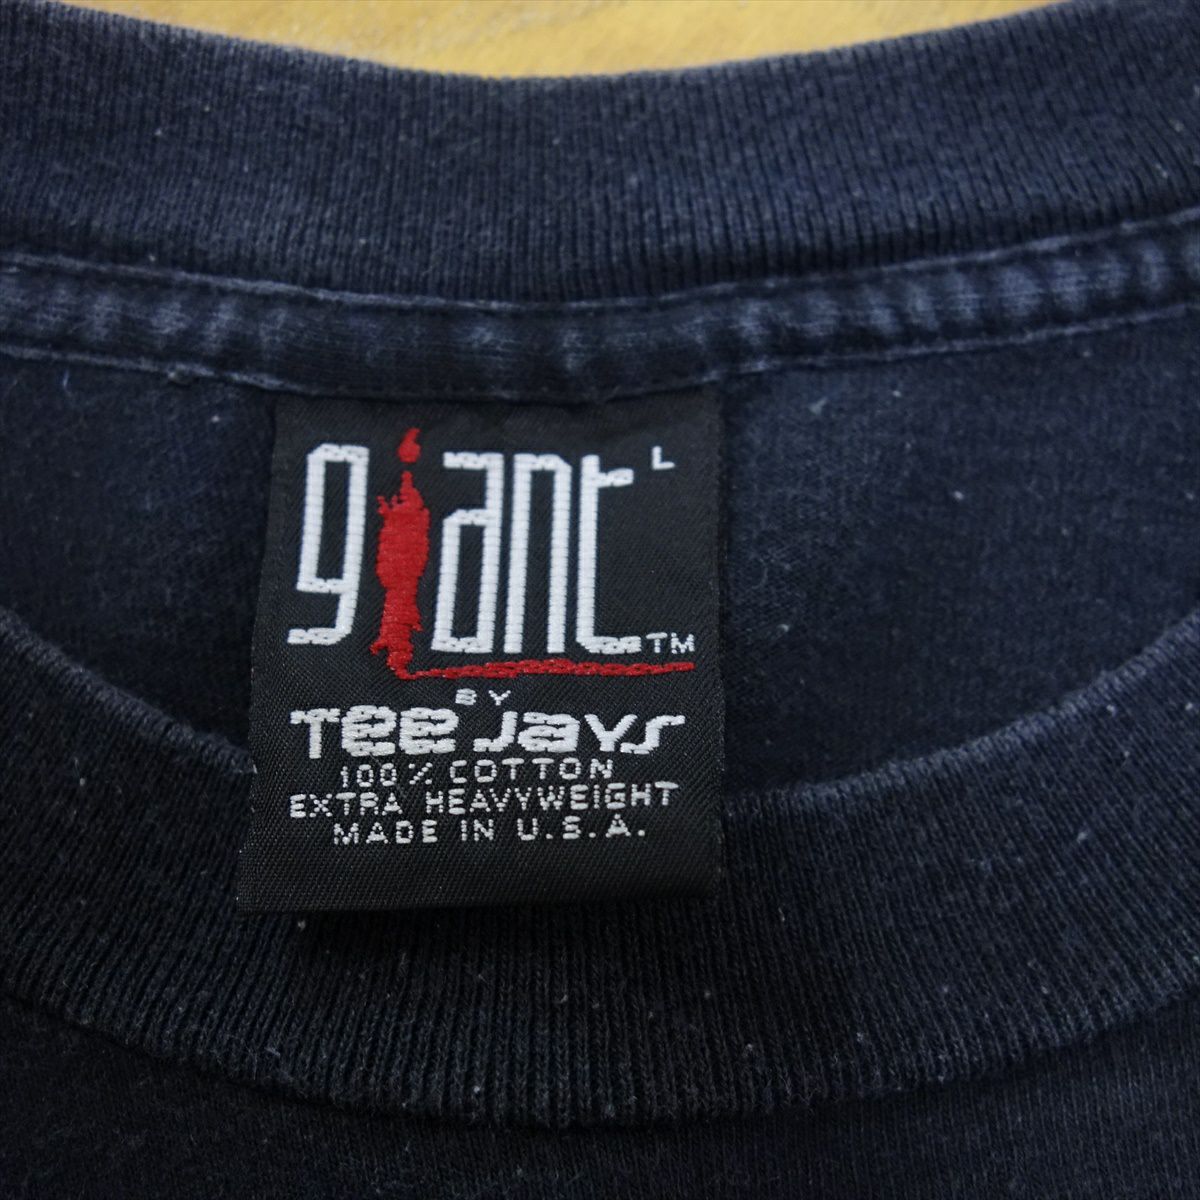 giant L
TM
BY
Tee Jays
100% COTTON
EXTRA HEAVYWEIGHT
MADE IN U.S.A.